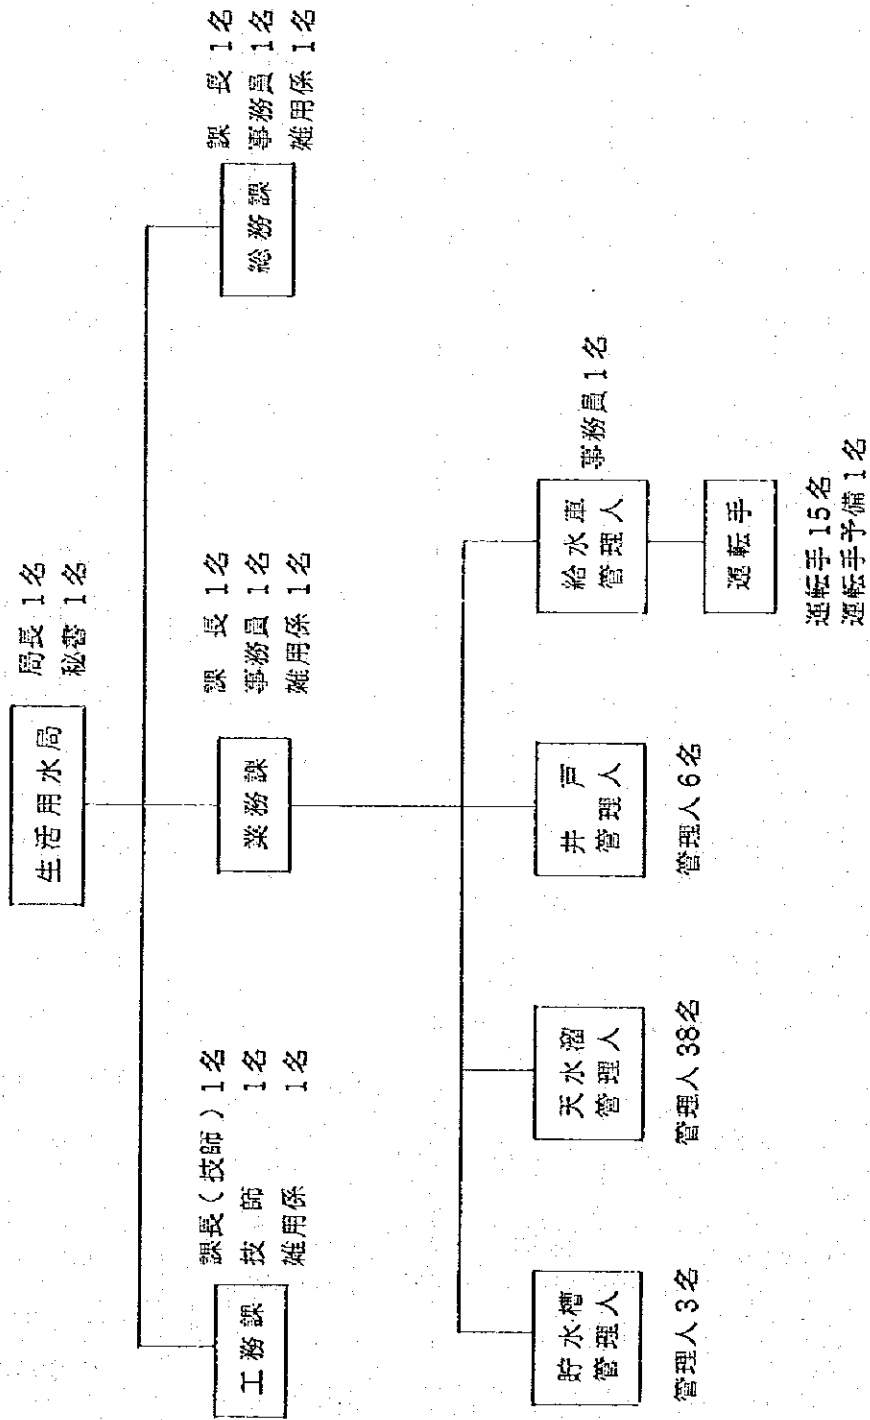 生活用水局
局長 1名
秘書 1名
工務課
課長(技師) 1名
技師 1名
雑用係 1名
業務課
課長 1名
事務員 1名
雑用係 1名
総務課
課長 1名
事務員 1名
雑用係 1名
貯水槽
管理人
管理人 3名
天水溜
管理人
管理人 38名
井戸
管理人
管理人 6名
給水車
管理人
事務員 1名
運転手
運転手 15名
運転手予備 1名